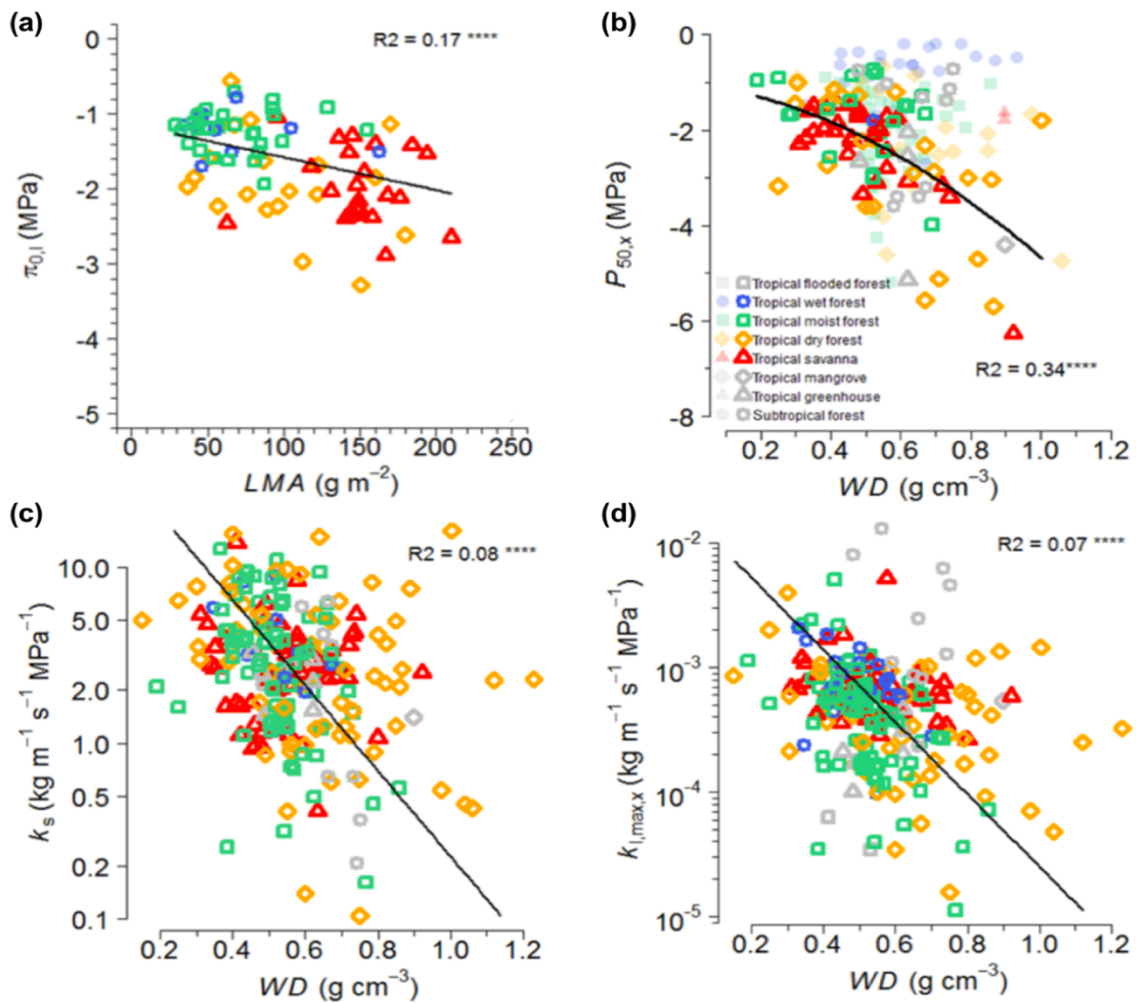 (a)
R2 = 0.17 ****
0
-1
-2
-3
-4
-5
π0,l (MPa)
0 50 100 150 200 250
LMA (g m−2)
(b)
0
-2
-4
-6
-8
P50,x (MPa)
Tropical flooded forest
Tropical wet forest
Tropical moist forest
Tropical dry forest
Tropical savanna
Tropical mangrove
Tropical greenhouse
Subtropical forest
R2 = 0.34****
0.2 0.4 0.6 0.8 1.0 1.2
WD (g cm−3)
(c)
R2 = 0.08 ****
10.0
5.0
2.0
1.0
0.5
0.2
0.1
ks (kg m−1 s−1 MPa−1)
0.2 0.4 0.6 0.8 1.0 1.2
WD (g cm−3)
(d)
R2 = 0.07 ****
10−2
10−3
10−4
10−5
kl,max,x (kg m−1 s−1 MPa−1)
0.2 0.4 0.6 0.8 1.0 1.2
WD (g cm−3)